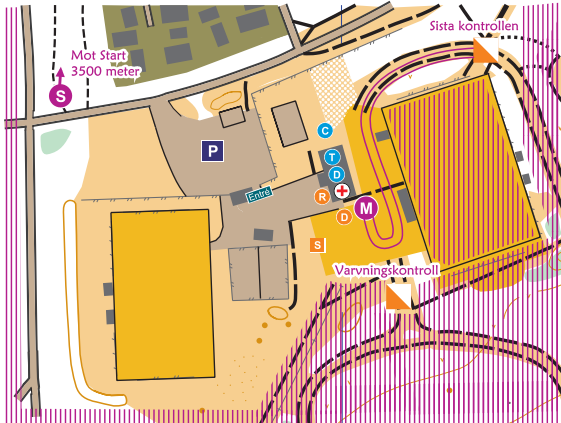 Sista kontrollen
Mot Start
3500 meter
S
C
P
T
D
Entré
R
M
D
S
Varvningskontroll